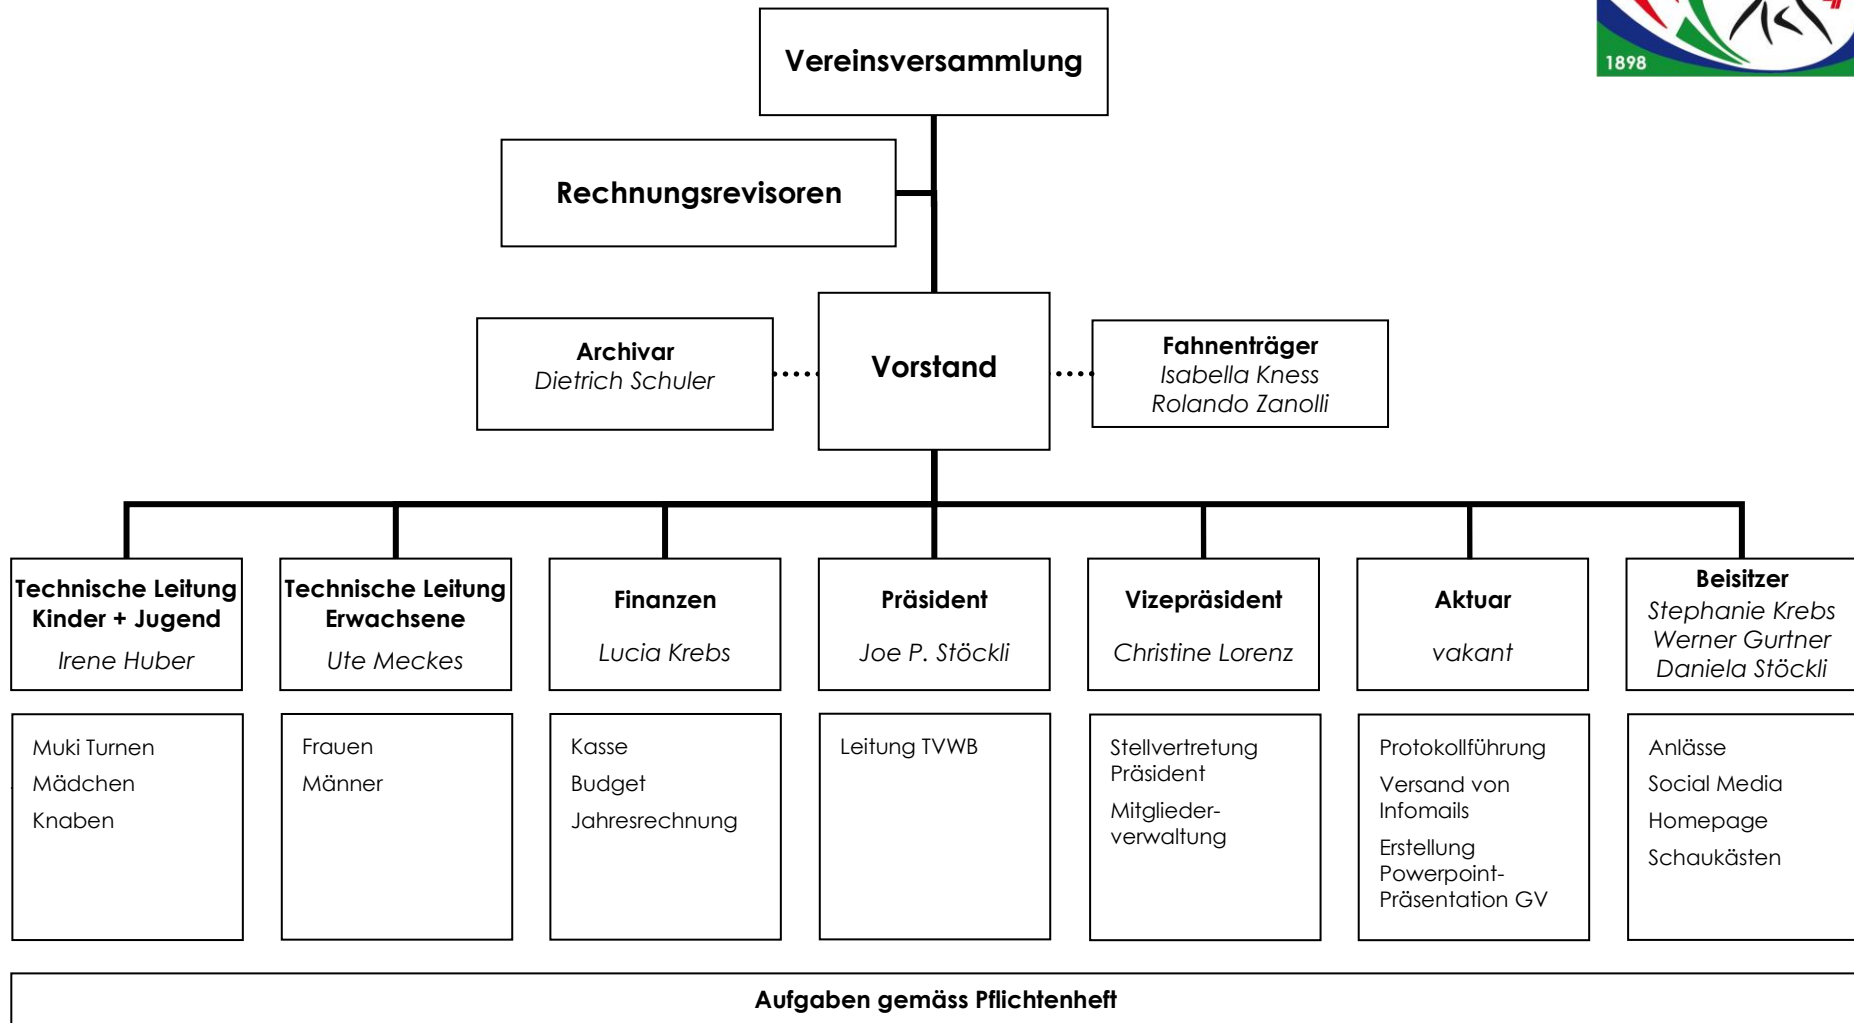 1898
Vereinsversammlung
Rechnungsrevisoren
Archivar
Dietrich Schuler
Vorstand
Fahnenträger
Isabella Kness
Rolando Zanolli
Technische Leitung
Kinder + Jugend
Irene Huber
Technische Leitung
Erwachsene
Ute Meckes
Finanzen
Lucia Krebs
Präsident
Joe P. Stöckli
Vizepräsident
Christine Lorenz
Aktuar
vakant
Beisitzer
Stephanie Krebs
Werner Gurtner
Daniela Stöckli
Muki Turnen
Mädchen
Knaben
Frauen
Männer
Kasse
Budget
Jahresrechnung
Leitung TVWB
Stellvertretung
Präsident
Mitglieder-
verwaltung
Protokollführung
Versand von
Infomails
Erstellung
Powerpoint-
Präsentation GV
Anlässe
Social Media
Homepage
Schaukästen
Aufgaben gemäss Pflichtenheft